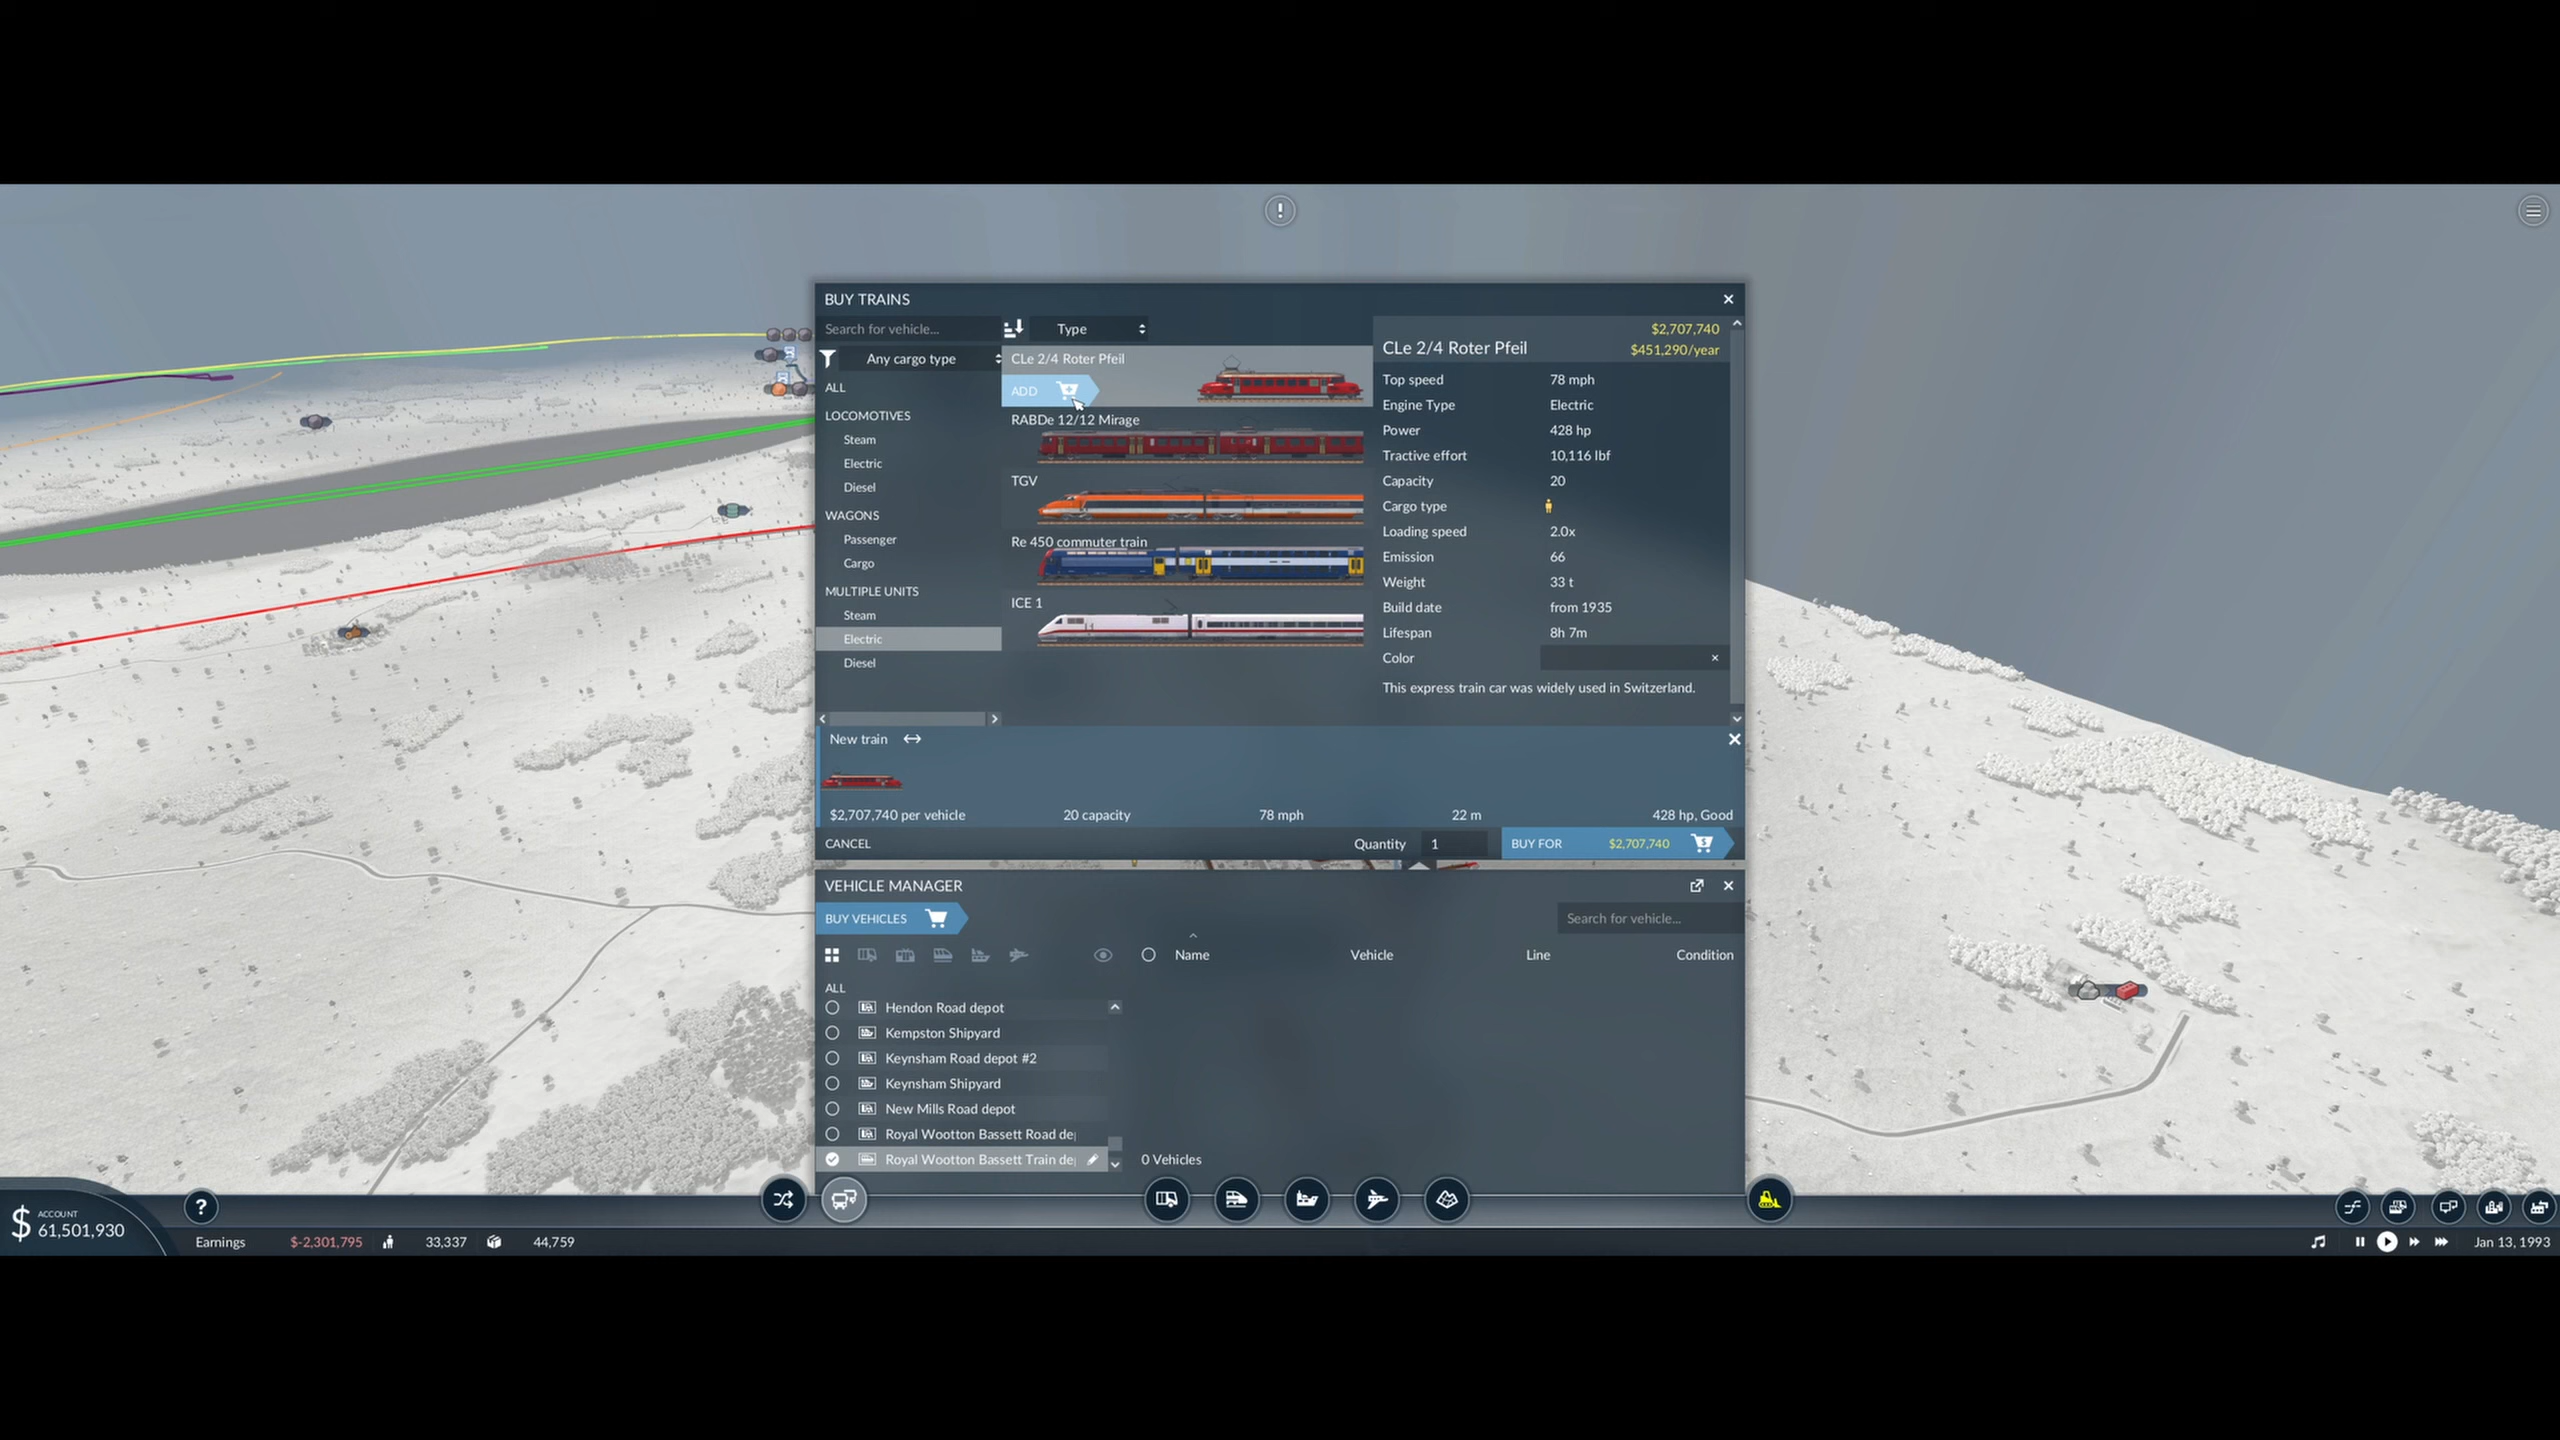 BUY TRAINS
Search for vehicle...
Type
Any cargo type
ALL
LOCOMOTIVES
Steam
Electric
Diesel
WAGONS
Passenger
Cargo
MULTIPLE UNITS
Steam
Electric
Diesel
CLe 2/4 Roter Pfeil
ADD
RABDe 12/12 Mirage
TGV
Re 450 commuter train
ICE 1
$2,707,740
CLe 2/4 Roter Pfeil
$451,290/year
Top speed 78 mph
Engine Type Electric
Power 428 hp
Tractive effort 10,116 lbf
Capacity 20
Cargo type
Loading speed 2.0x
Emission 66
Weight 33 t
Build date from 1935
Lifespan 8h 7m
Color
This express train car was widely used in Switzerland.
New train
$2,707,740 per vehicle 20 capacity 78 mph 22 m 428 hp, Good
CANCEL Quantity 1 BUY FOR $2,707,740
VEHICLE MANAGER
BUY VEHICLES
Search for vehicle...
Name Vehicle Line Condition
ALL
Hendon Road depot
Kempston Shipyard
Keynsham Road depot #2
Keynsham Shipyard
New Mills Road depot
Royal Wootton Bassett Road de
Royal Wootton Bassett Train de
0 Vehicles
$ ACCOUNT
61,501,930
?
Earnings $-2,301,795 33,337 44,759
Jan 13, 1993